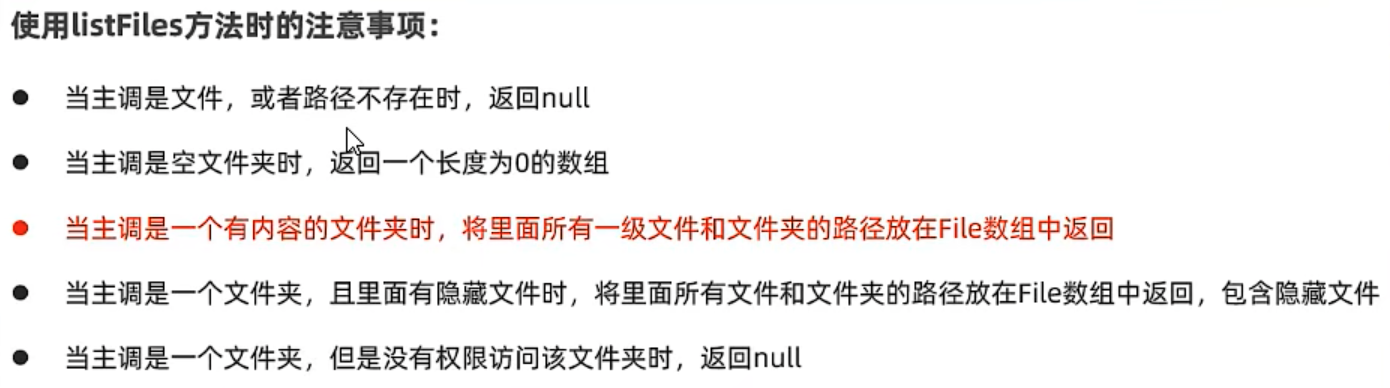 使用listFiles方法时的注意事项：
● 当主调是文件，或者路径不存在时，返回null
● 当主调是空文件夹时，返回一个长度为0的数组
● 当主调是一个有内容的文件夹时，将里面所有一级文件和文件夹的路径放在File数组中返回
● 当主调是一个文件夹，且里面有隐藏文件时，将里面所有文件和文件夹的路径放在File数组中返回，包含隐藏文件
● 当主调是一个文件夹，但是没有权限访问该文件夹时，返回null